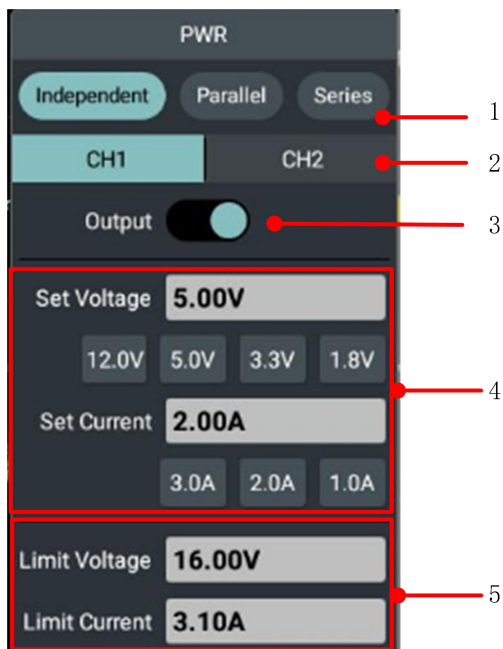 PWR
Independent Parallel Series
1
CH1 CH2
2
Output
3
Set Voltage 5.00V
12.0V 5.0V 3.3V 1.8V
4
Set Current 2.00A
3.0A 2.0A 1.0A
Limit Voltage 16.00V
5
Limit Current 3.10A